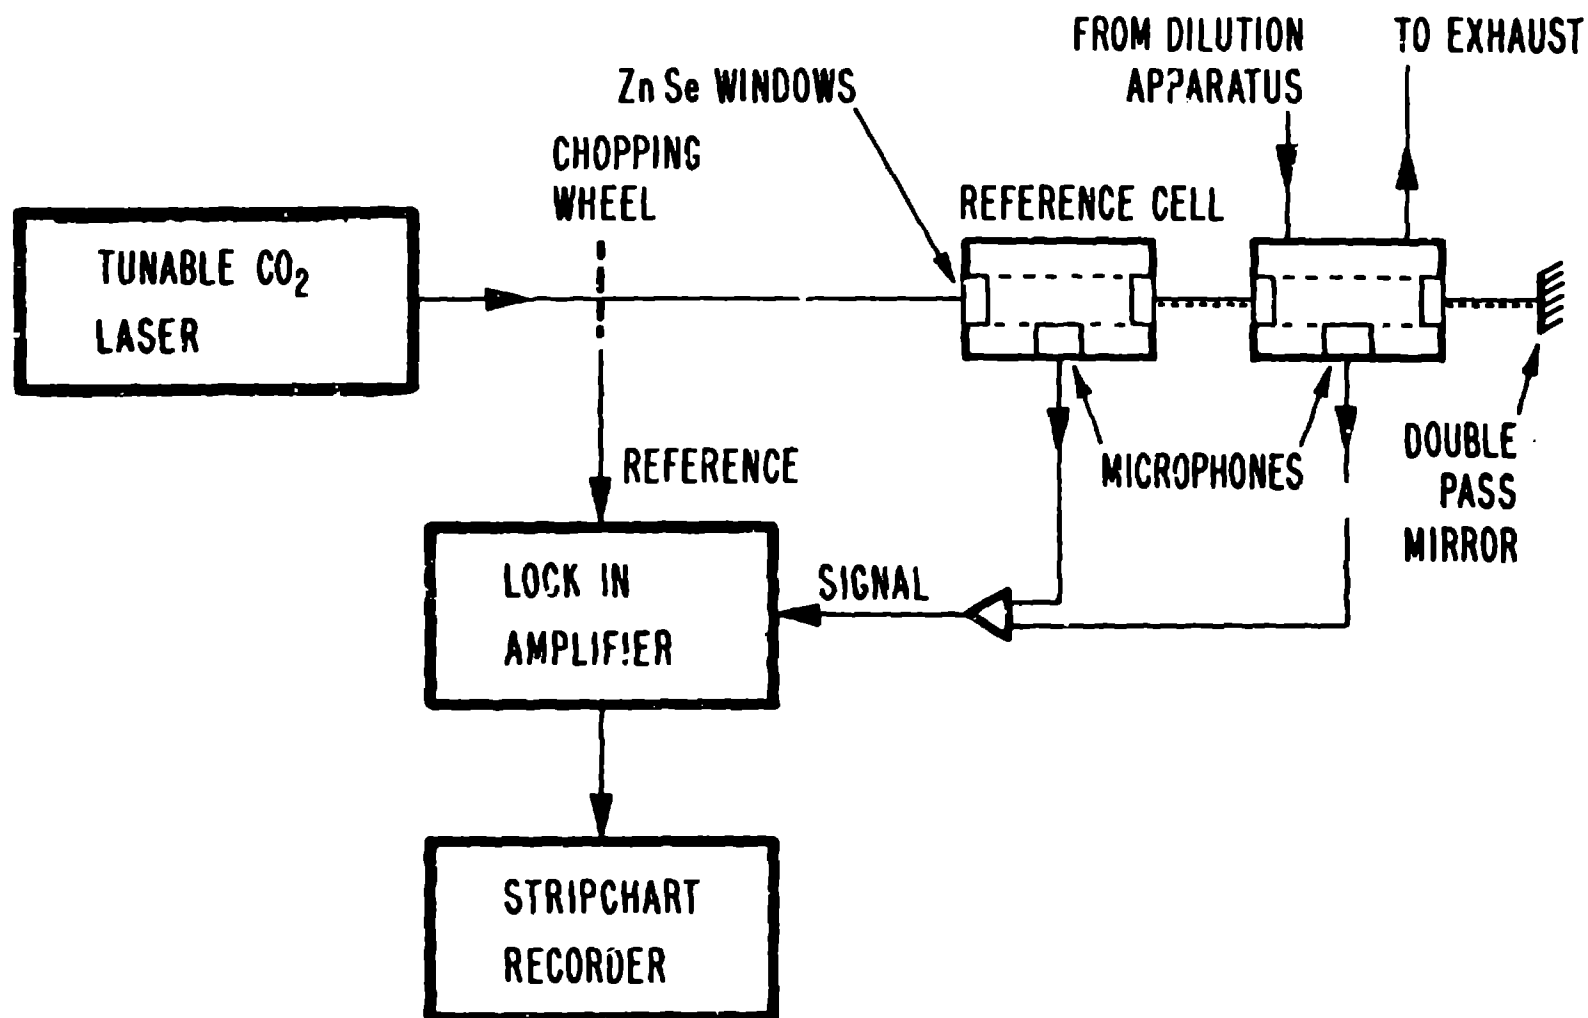 FROM DILUTION
APPARATUS
TO EXHAUST
Zn Se WINDOWS
CHOPPING
WHEEL
REFERENCE CELL
TUNABLE CO₂
LASER
REFERENCE
MICROPHONES
DOUBLE
PASS
MIRROR
LOCK IN
AMPLIFIER
SIGNAL
STRIPCHART
RECORDER